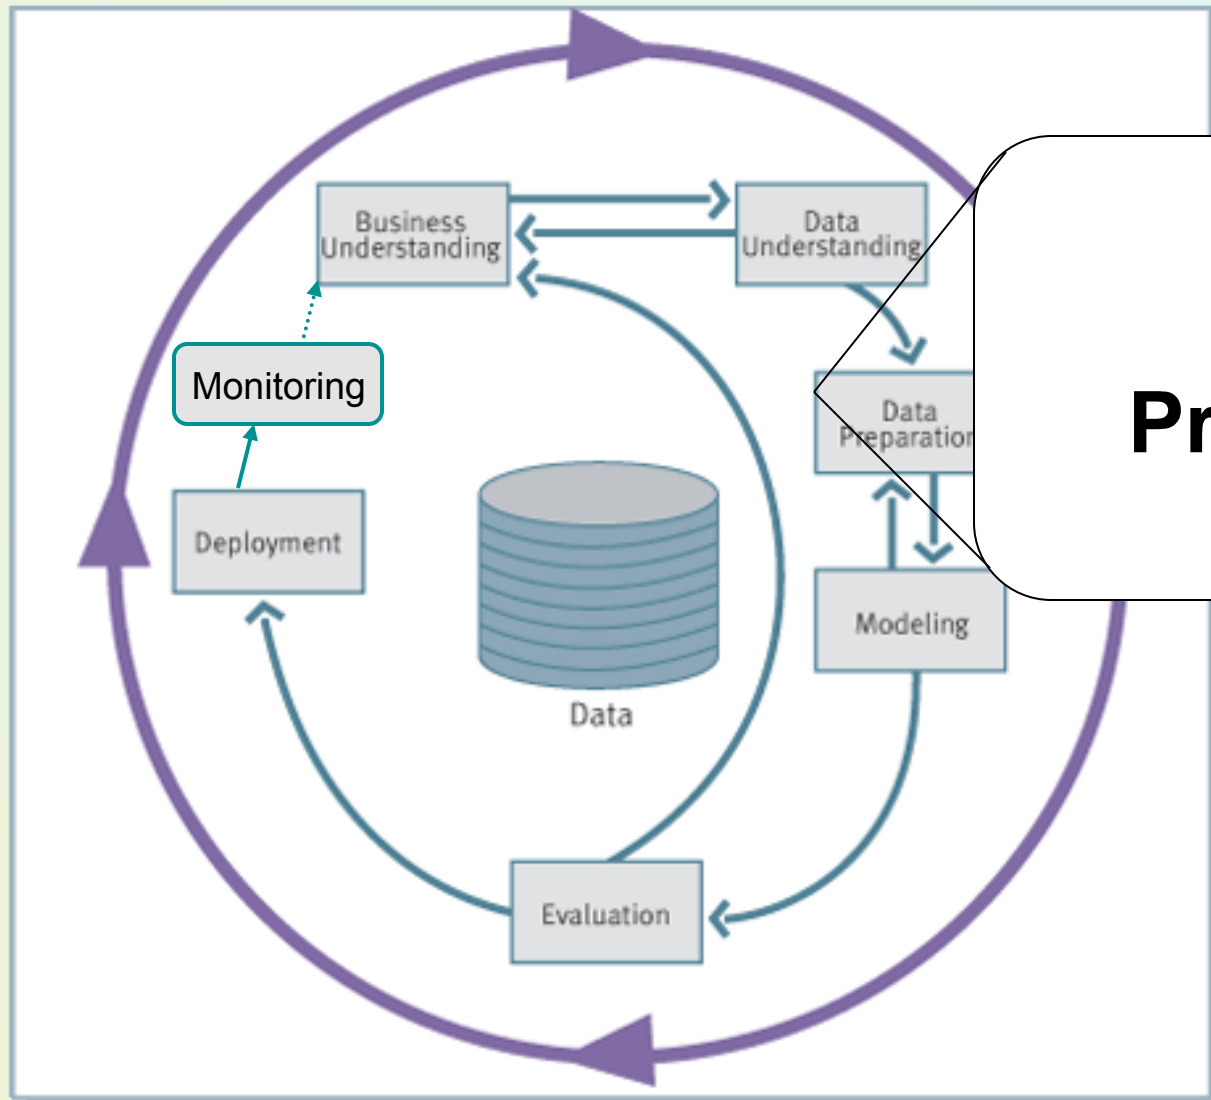 Business
Understanding
Data
Understanding
Monitoring
Data
Preparation
Pr
Deployment
Modeling
Data
Evaluation